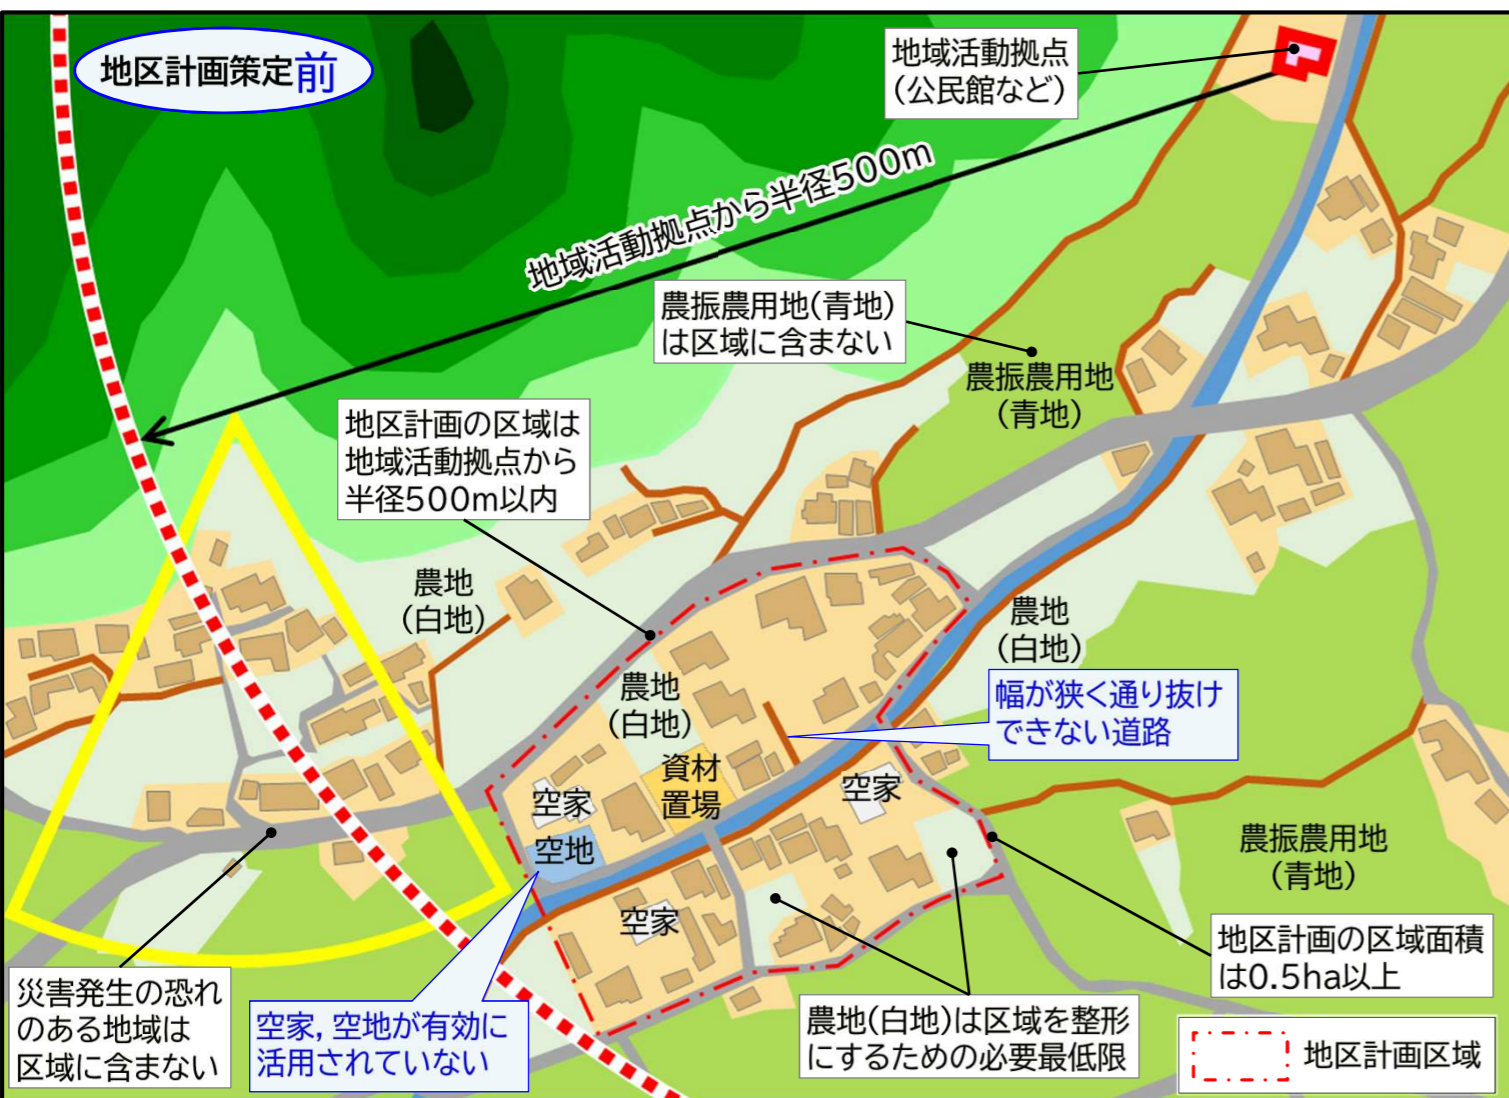 地区計画策定前
地域活動拠点
(公民館など)
地域活動拠点から半径500m
農振農用地(青地)
は区域に含まない
農振農用地
(青地)
地区計画の区域は
地域活動拠点から
半径500m以内
農地
(白地)
農地
(白地)
農地
(白地)
幅が狭く通り抜け
できない道路
資材
置場
空家
空家
空地
空家
農振農用地
(青地)
地区計画の区域面積
は0.5ha以上
災害発生の恐れ
のある地域は
区域に含まない
空家, 空地が有効に
活用されていない
農地(白地)は区域を整形
にするための必要最低限
地区計画区域